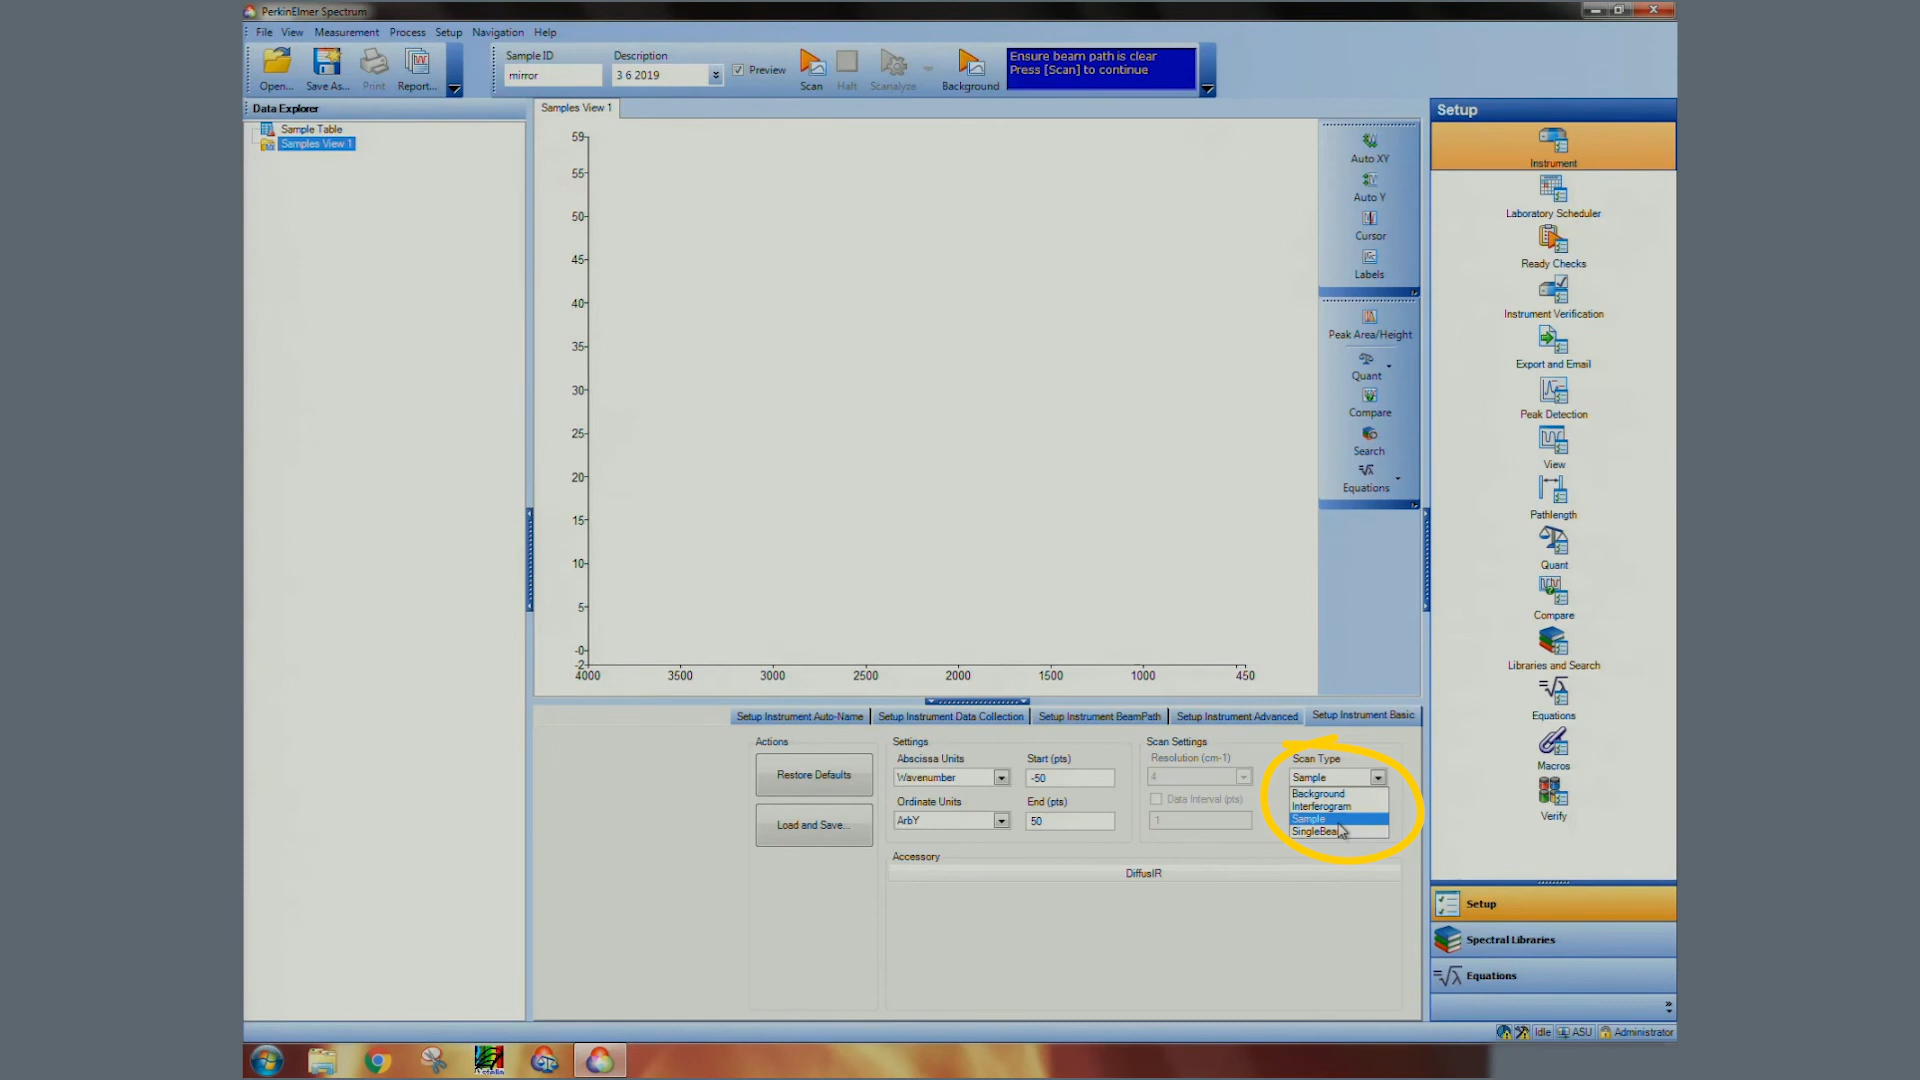 PerkinElmer Spectrum
File View Measurement Process Setup Navigation Help
Open... Save As... Print Report...
Sample ID
mirror
Description
3 6 2019
Preview
Scan Halt Scanalyze Background
Ensure beam path is clear
Press [Scan] to continue
Data Explorer
Sample Table
Samples View 1
Samples View 1
59
55
50
45
40
35
30
25
20
15
10
5
-0
-2
4000 3500 3000 2500 2000 1500 1000 450
Auto XY
Auto Y
Cursor
Labels
Peak Area/Height
Quant
Compare
Search
Equations
Setup Instrument Auto-Name Setup Instrument Data Collection Setup Instrument BeamPath Setup Instrument Advanced Setup Instrument Basic
Actions
Restore Defaults
Load and Save...
Settings
Abscissa Units
Wavenumber
Start (pts)
-50
Ordinate Units
ArbY
End (pts)
50
Scan Settings
Resolution (cm-1)
4
Data Interval (pts)
1
Scan Type
Sample
Background
Interferogram
Sample
Accessory
DiffusIR
Setup
Instrument
Laboratory Scheduler
Ready Checks
Instrument Verification
Export and Email
Peak Detection
View
Pathlength
Quant
Compare
Libraries and Search
Equations
Macros
Verify
Setup
Spectral Libraries
Equations
Idle ASU Administrator